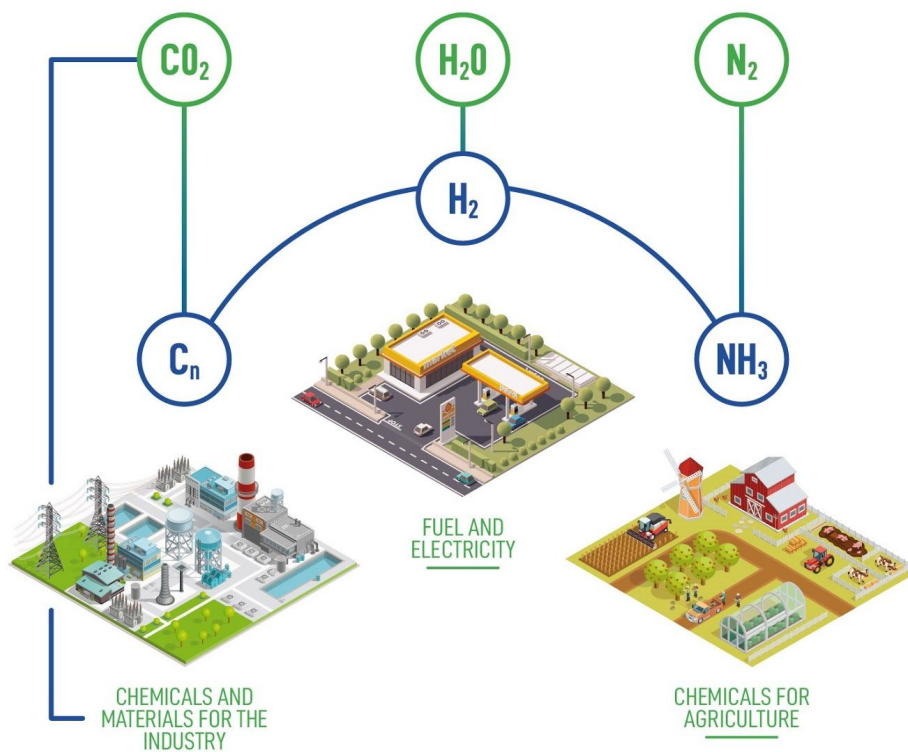 CO₂
H₂O
N₂
H₂
Cₙ
NH₃
FUEL AND
ELECTRICITY
CHEMICALS AND
MATERIALS FOR THE
INDUSTRY
CHEMICALS FOR
AGRICULTURE